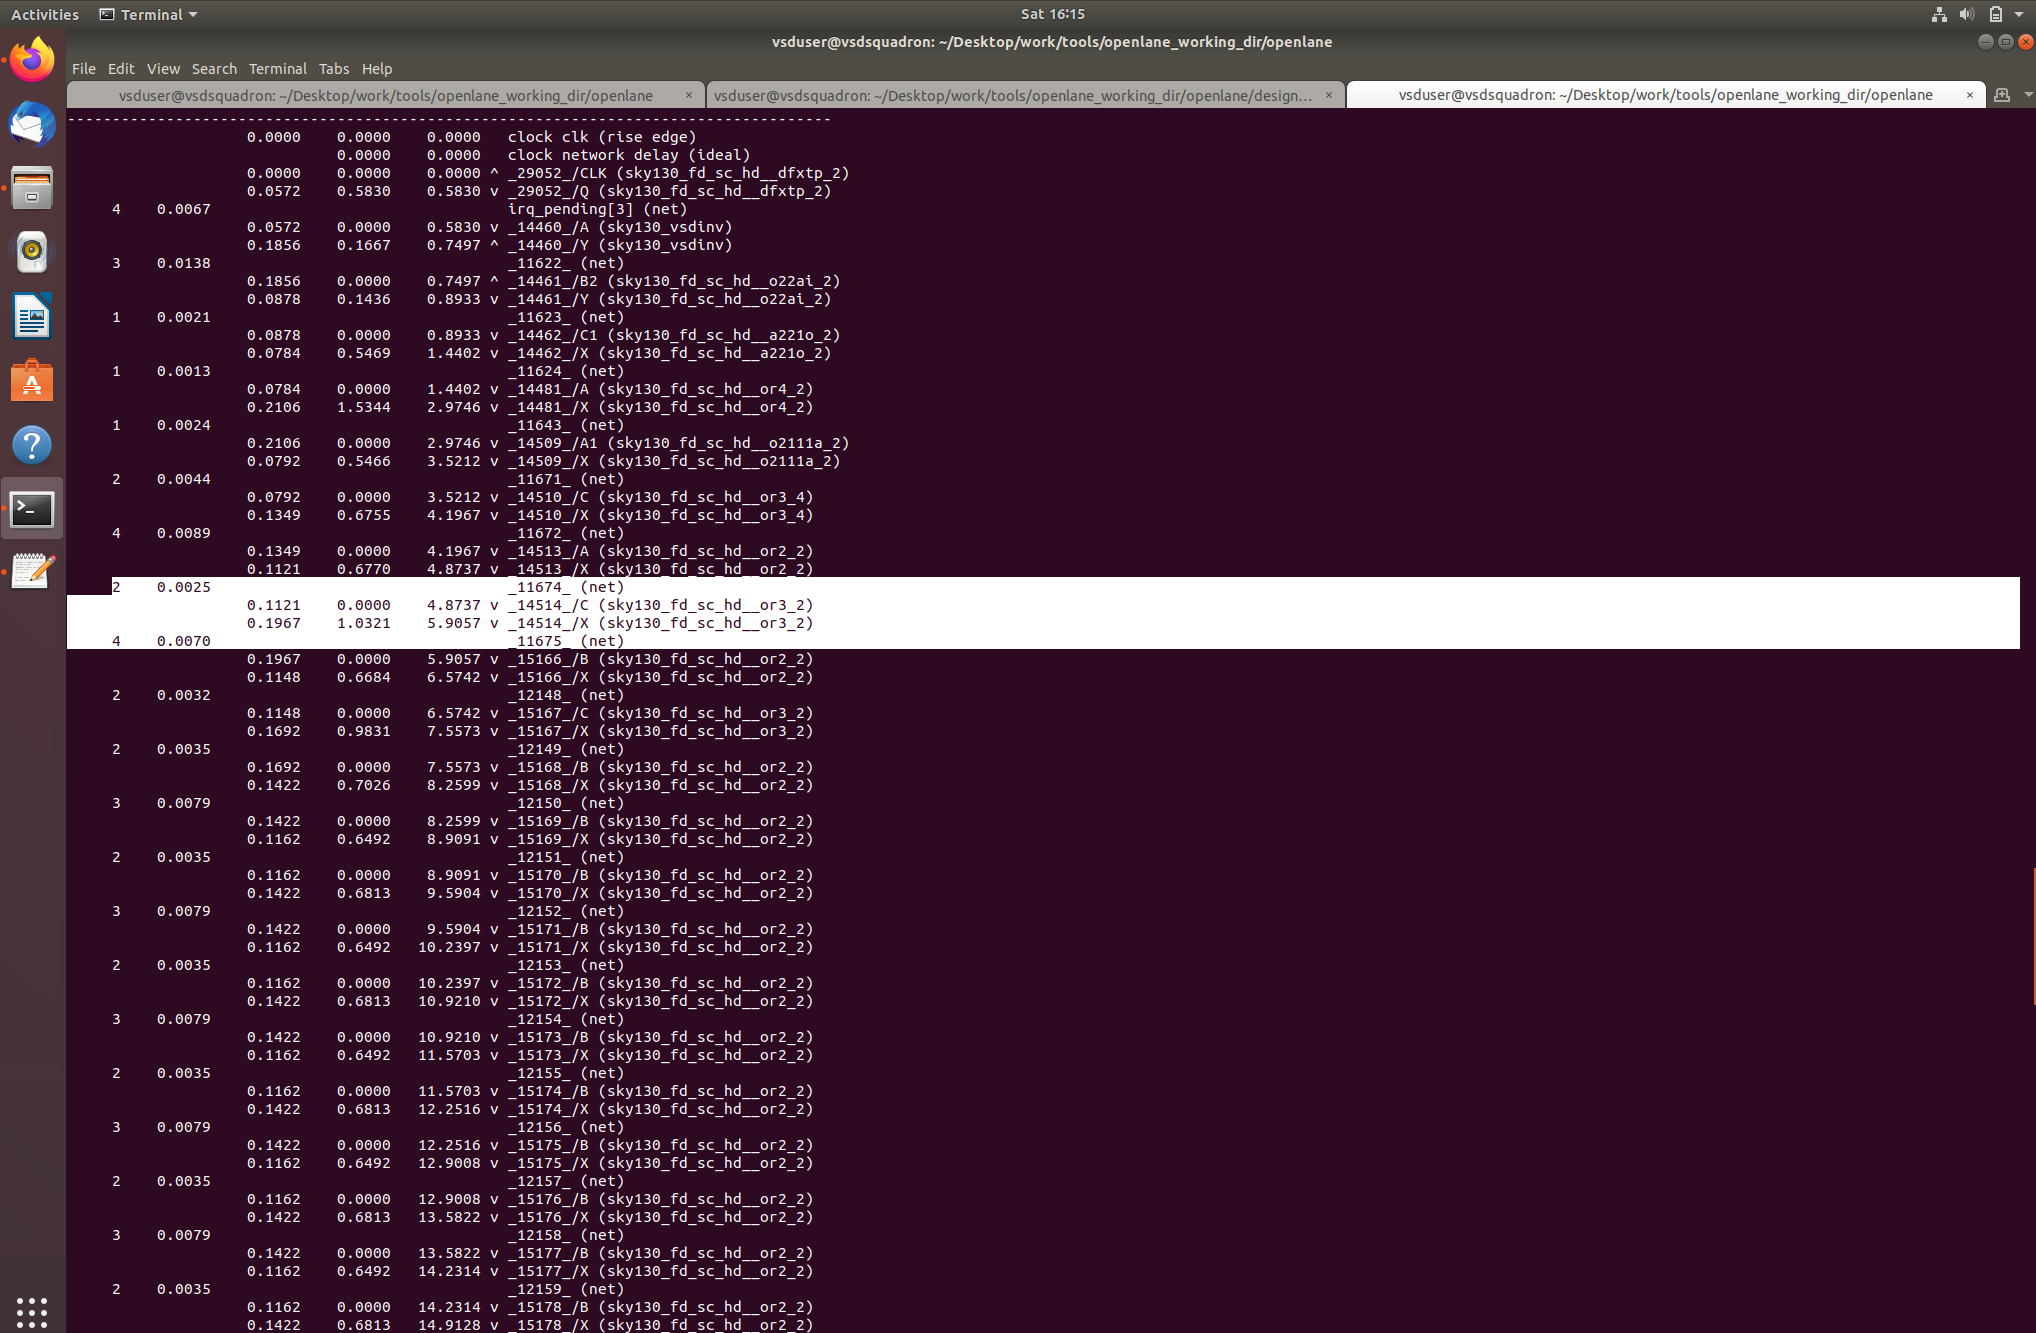 Activities Terminal Sat 16:15
vsduser@vsdsquadron: ~/Desktop/work/tools/openlane_working_dir/openlane
File Edit View Search Terminal Tabs Help
vsduser@vsdsquadron: ~/Desktop/work/tools/openlane_working_dir/openlane × vsduser@vsdsquadron: ~/Desktop/work/tools/openlane_working_dir/openlane/design... × vsduser@vsdsquadron: ~/Desktop/work/tools/openlane_working_dir/openlane ×
-------------------------------------------------------------------------------------
0.0000 0.0000 0.0000 clock clk (rise edge)
0.0000 0.0000 clock network delay (ideal)
0.0000 0.0000 0.0000 ^ _29052_/CLK (sky130_fd_sc_hd__dfxtp_2)
0.0572 0.5830 0.5830 v _29052_/Q (sky130_fd_sc_hd__dfxtp_2)
4 0.0067 irq_pending[3] (net)
0.0572 0.0000 0.5830 v _14460_/A (sky130_vsdinv)
0.1856 0.1667 0.7497 ^ _14460_/Y (sky130_vsdinv)
3 0.0138 _11622_ (net)
0.1856 0.0000 0.7497 ^ _14461_/B2 (sky130_fd_sc_hd__o22ai_2)
0.0878 0.1436 0.8933 v _14461_/Y (sky130_fd_sc_hd__o22ai_2)
1 0.0021 _11623_ (net)
0.0878 0.0000 0.8933 v _14462_/C1 (sky130_fd_sc_hd__a221o_2)
0.0784 0.5469 1.4402 v _14462_/X (sky130_fd_sc_hd__a221o_2)
1 0.0013 _11624_ (net)
0.0784 0.0000 1.4402 v _14481_/A (sky130_fd_sc_hd__or4_2)
0.2106 1.5344 2.9746 v _14481_/X (sky130_fd_sc_hd__or4_2)
1 0.0024 _11643_ (net)
0.2106 0.0000 2.9746 v _14509_/A1 (sky130_fd_sc_hd__o2111a_2)
0.0792 0.5466 3.5212 v _14509_/X (sky130_fd_sc_hd__o2111a_2)
2 0.0044 _11671_ (net)
0.0792 0.0000 3.5212 v _14510_/C (sky130_fd_sc_hd__or3_4)
0.1349 0.6755 4.1967 v _14510_/X (sky130_fd_sc_hd__or3_4)
4 0.0089 _11672_ (net)
0.1349 0.0000 4.1967 v _14513_/A (sky130_fd_sc_hd__or2_2)
0.1121 0.6770 4.8737 v _14513_/X (sky130_fd_sc_hd__or2_2)
2 0.0025 _11674_ (net)
0.1121 0.0000 4.8737 v _14514_/C (sky130_fd_sc_hd__or3_2)
0.1967 1.0321 5.9057 v _14514_/X (sky130_fd_sc_hd__or3_2)
4 0.0070 _11675_ (net)
0.1967 0.0000 5.9057 v _15166_/B (sky130_fd_sc_hd__or2_2)
0.1148 0.6684 6.5742 v _15166_/X (sky130_fd_sc_hd__or2_2)
2 0.0032 _12148_ (net)
0.1148 0.0000 6.5742 v _15167_/C (sky130_fd_sc_hd__or3_2)
0.1692 0.9831 7.5573 v _15167_/X (sky130_fd_sc_hd__or3_2)
2 0.0035 _12149_ (net)
0.1692 0.0000 7.5573 v _15168_/B (sky130_fd_sc_hd__or2_2)
0.1422 0.7026 8.2599 v _15168_/X (sky130_fd_sc_hd__or2_2)
3 0.0079 _12150_ (net)
0.1422 0.0000 8.2599 v _15169_/B (sky130_fd_sc_hd__or2_2)
0.1162 0.6492 8.9091 v _15169_/X (sky130_fd_sc_hd__or2_2)
2 0.0035 _12151_ (net)
0.1162 0.0000 8.9091 v _15170_/B (sky130_fd_sc_hd__or2_2)
0.1422 0.6813 9.5904 v _15170_/X (sky130_fd_sc_hd__or2_2)
3 0.0079 _12152_ (net)
0.1422 0.0000 9.5904 v _15171_/B (sky130_fd_sc_hd__or2_2)
0.1162 0.6492 10.2397 v _15171_/X (sky130_fd_sc_hd__or2_2)
2 0.0035 _12153_ (net)
0.1162 0.0000 10.2397 v _15172_/B (sky130_fd_sc_hd__or2_2)
0.1422 0.6813 10.9210 v _15172_/X (sky130_fd_sc_hd__or2_2)
3 0.0079 _12154_ (net)
0.1422 0.0000 10.9210 v _15173_/B (sky130_fd_sc_hd__or2_2)
0.1162 0.6492 11.5703 v _15173_/X (sky130_fd_sc_hd__or2_2)
2 0.0035 _12155_ (net)
0.1162 0.0000 11.5703 v _15174_/B (sky130_fd_sc_hd__or2_2)
0.1422 0.6813 12.2516 v _15174_/X (sky130_fd_sc_hd__or2_2)
3 0.0079 _12156_ (net)
0.1422 0.0000 12.2516 v _15175_/B (sky130_fd_sc_hd__or2_2)
0.1162 0.6492 12.9008 v _15175_/X (sky130_fd_sc_hd__or2_2)
2 0.0035 _12157_ (net)
0.1162 0.0000 12.9008 v _15176_/B (sky130_fd_sc_hd__or2_2)
0.1422 0.6813 13.5822 v _15176_/X (sky130_fd_sc_hd__or2_2)
3 0.0079 _12158_ (net)
0.1422 0.0000 13.5822 v _15177_/B (sky130_fd_sc_hd__or2_2)
0.1162 0.6492 14.2314 v _15177_/X (sky130_fd_sc_hd__or2_2)
2 0.0035 _12159_ (net)
0.1162 0.0000 14.2314 v _15178_/B (sky130_fd_sc_hd__or2_2)
0.1422 0.6813 14.9128 v _15178_/X (sky130_fd_sc_hd__or2_2)